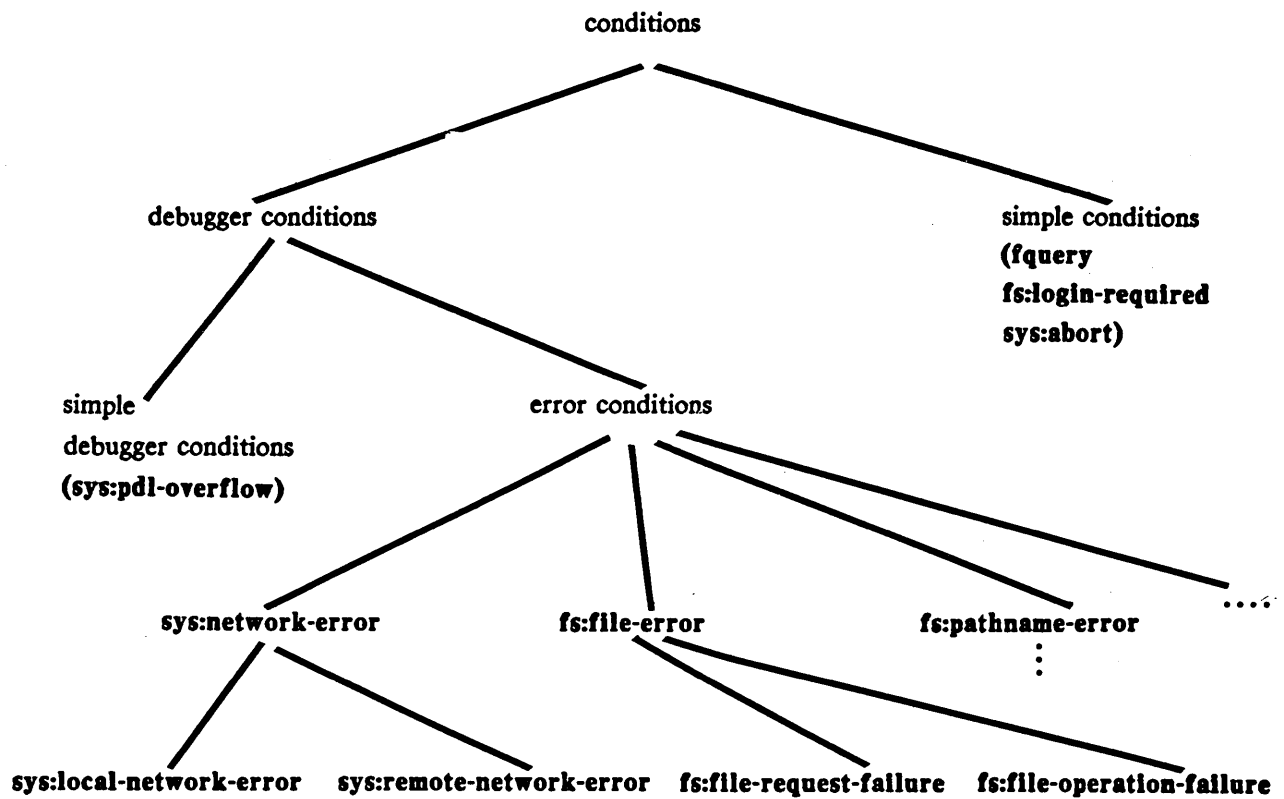 conditions
debugger conditions
simple conditions
(fquery
fs:login-required
sys:abort)
simple
debugger conditions
(sys:pdl-overflow)
error conditions
sys:network-error
fs:file-error
fs:pathname-error
....
sys:local-network-error
sys:remote-network-error
fs:file-request-failure
fs:file-operation-failure